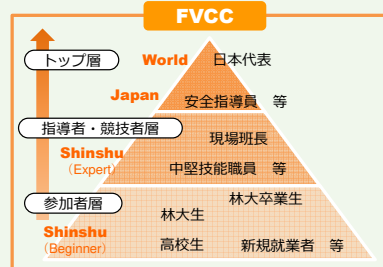 FVCC
トップ層
World 日本代表
Japan 安全指導員 等
指導者・競技者層
現場班長
Shinshu
(Expert)
中堅技能職員 等
参加者層
林大卒業生
林大生
Shinshu
(Beginner)
高校生 新規就業者 等